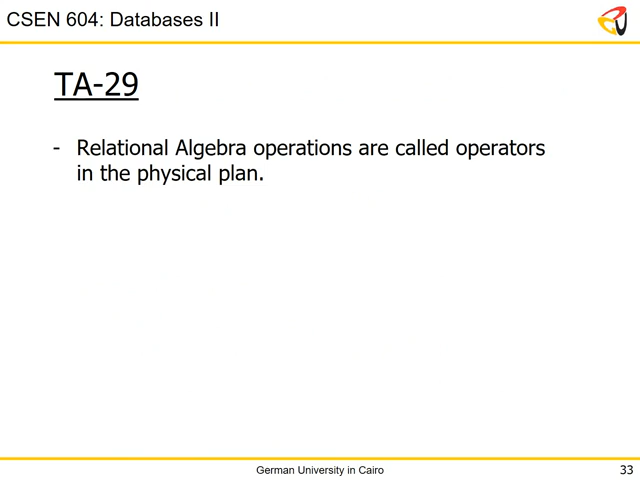 CSEN 604: Databases II
TA-29
- Relational Algebra operations are called operators
in the physical plan.
German University in Cairo
33